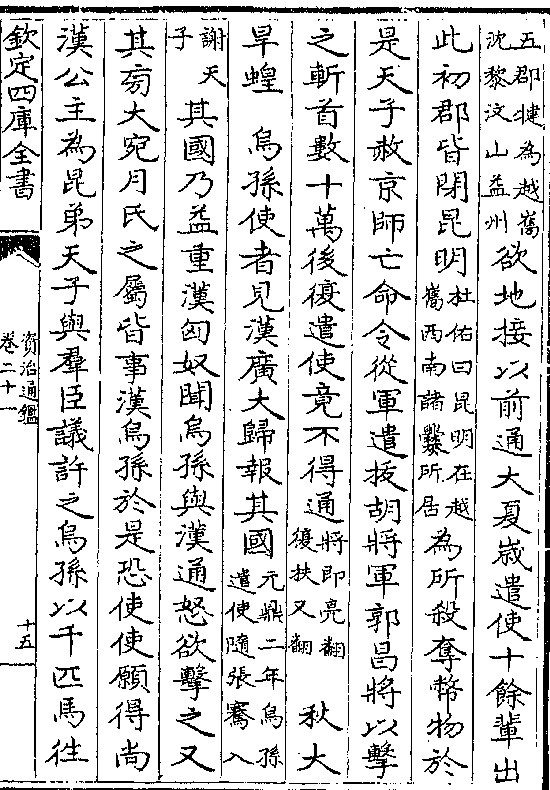 五郡犍為越嶲
沈黎汶山益州
欲地接以前通大夏歳遣使十餘輩出
此初郡皆閉昆明
杜佑曰昆明在越
嶲西南諸爨所居
為所殺奪幣物於
是天子赦京師亡命令從軍遣拔胡將軍郭昌將以擊
之斬首數十萬後復遣使竟不得通
將即亮翻
復扶又翻
秋大
旱蝗
烏孫使者見漢廣大歸報其國
元鼎二年烏孫
遣使隨張騫入
謝天
子
其國乃益重漢匈奴聞烏孫與漢通怒欲擊之又
其旁大宛月氏之屬皆事漢烏孫於是恐使使願得尚
漢公主為昆弟天子與羣臣議許之烏孫以千匹馬往
欽定四庫全書
資治通鑑
卷二十一
十五